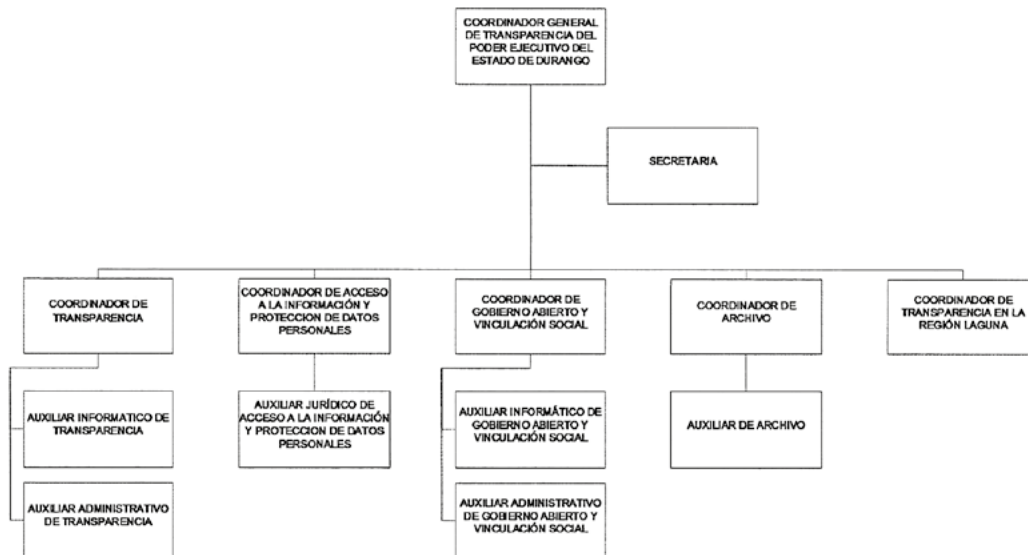 COORDINADOR GENERAL
DE TRANSPARENCIA DEL
PODER EJECUTIVO DEL
ESTADO DE DURANGO
SECRETARIA
COORDINADOR DE
TRANSPARENCIA
COORDINADOR DE ACCESO
A LA INFORMACIÓN Y
PROTECCION DE DATOS
PERSONALES
COORDINADOR DE
GOBIERNO ABIERTO Y
VINCULACIÓN SOCIAL
COORDINADOR DE
ARCHIVO
COORDINADOR DE
TRANSPARENCIA EN LA
REGIÓN LAGUNA
AUXILIAR INFORMATICO DE
TRANSPARENCIA
AUXILIAR JURÍDICO DE
ACCESO A LA INFORMACIÓN
Y PROTECCION DE DATOS
PERSONALES
AUXILIAR INFORMÁTICO DE
GOBIERNO ABIERTO Y
VINCULACIÓN SOCIAL
AUXILIAR DE ARCHIVO
AUXILIAR ADMINISTRATIVO
DE TRANSPARENCIA
AUXILIAR ADMINISTRATIVO
DE GOBIERNO ABIERTO Y
VINCULACIÓN SOCIAL